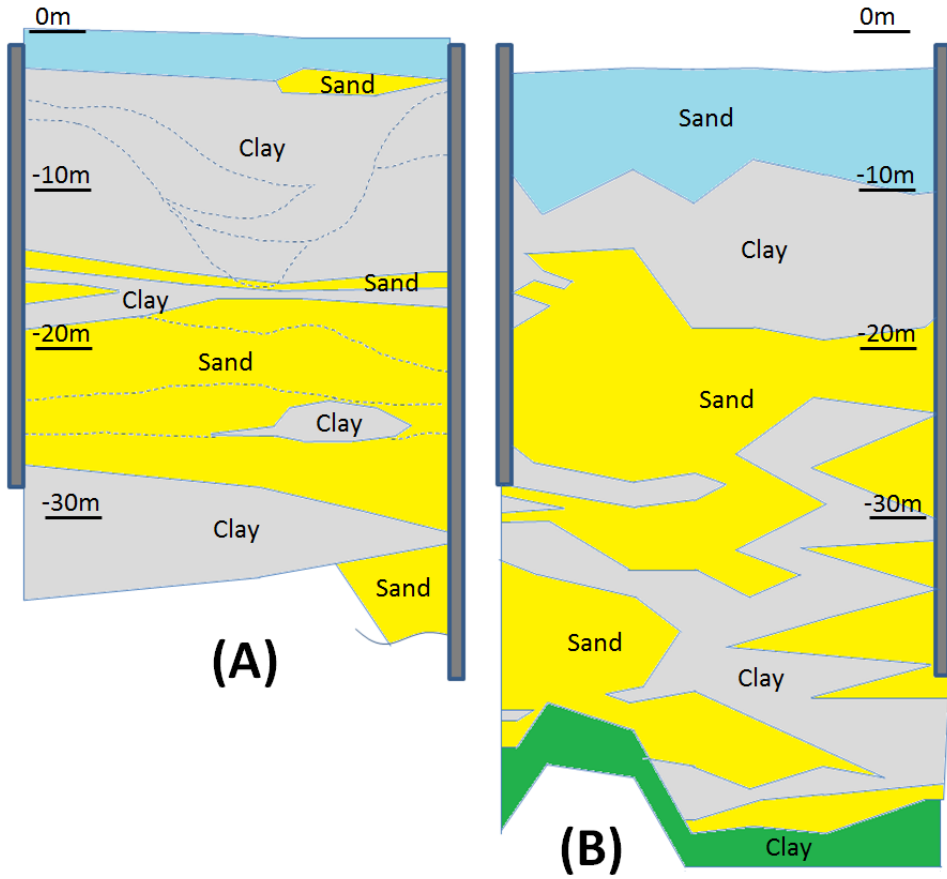 0m
Sand
Clay
-10m
Sand
Clay
-20m
Sand
Clay
-30m
Clay
Sand
(A)
0m
Sand
-10m
Clay
-20m
Sand
-30m
Sand
Clay
(B)
Clay